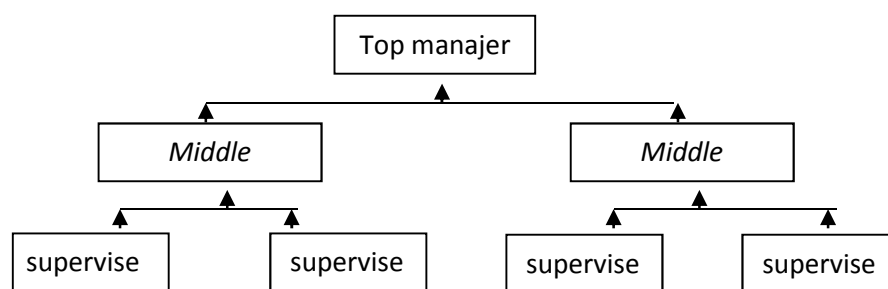 Top manajer
Middle
Middle
supervise
supervise
supervise
supervise